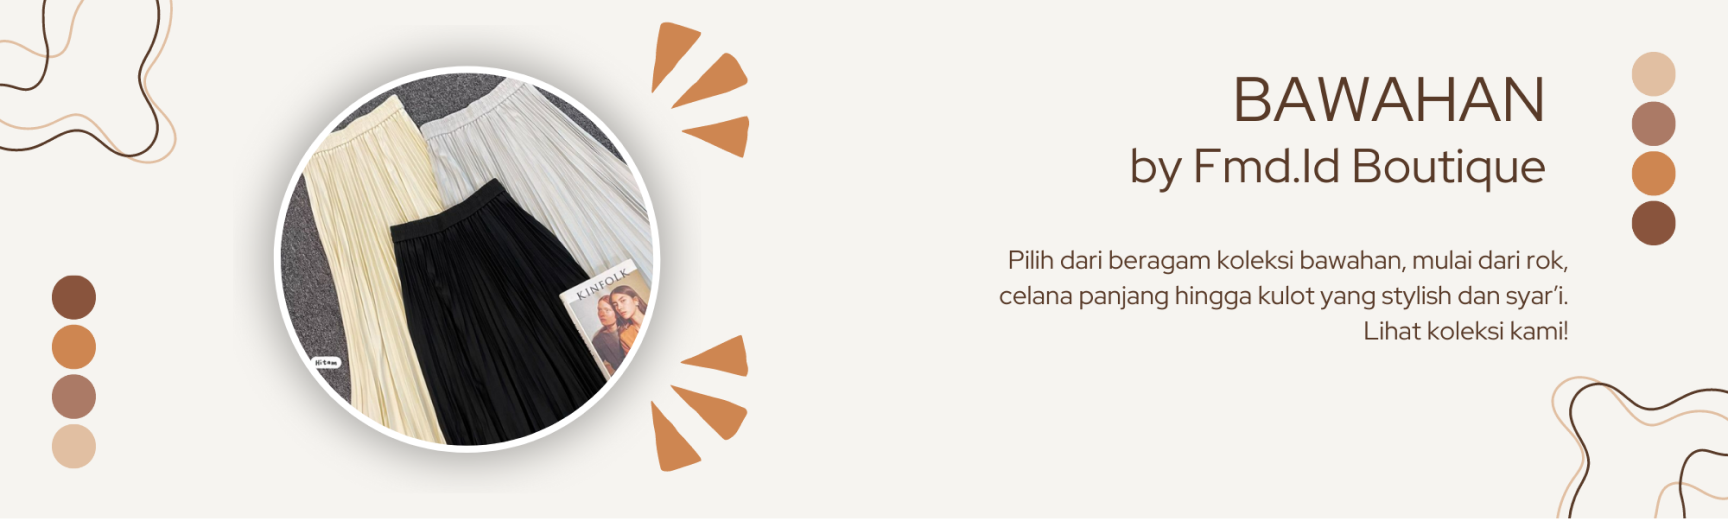 BAWAHAN
by Fmd.Id Boutique
Pilih dari beragam koleksi bawahan, mulai dari rok,
celana panjang hingga kulot yang stylish dan syar’i.
Lihat koleksi kami!
KINFOLK
Hitam